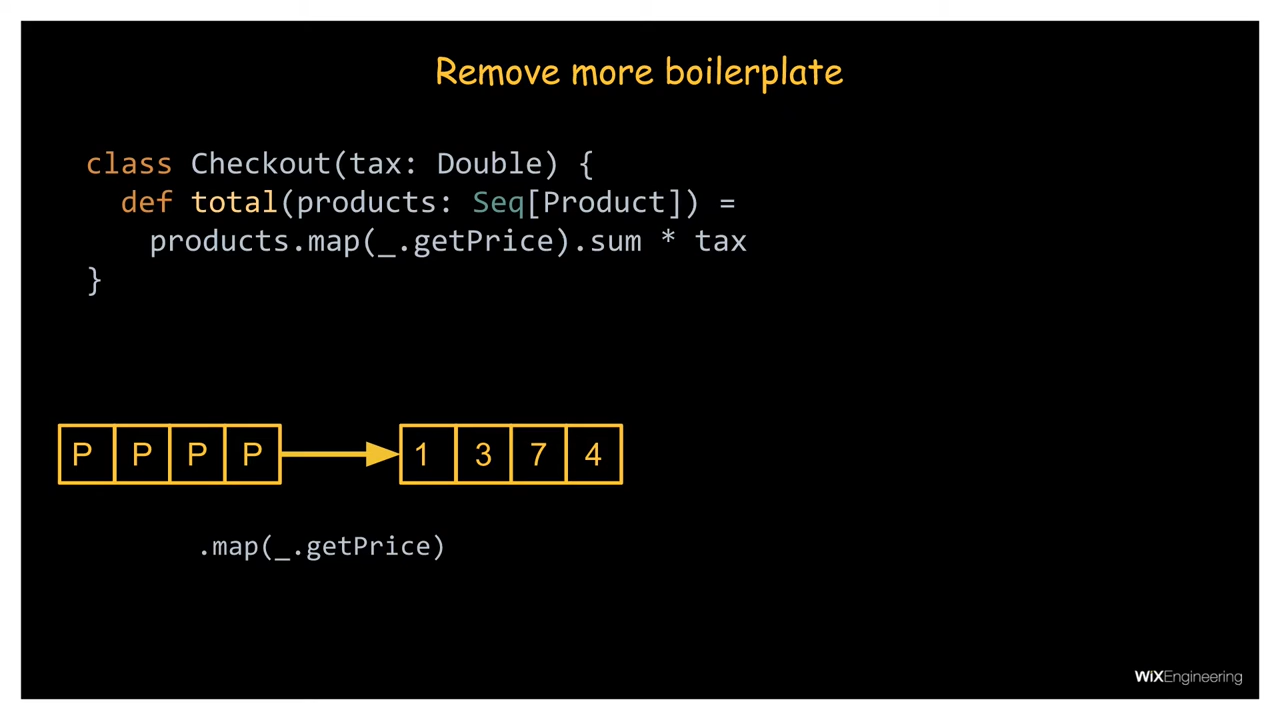 Remove more boilerplate
class Checkout(tax: Double) {
  def total(products: Seq[Product]) =
    products.map(_.getPrice).sum * tax
}
P P P P 1 3 7 4
.map(_.getPrice)
WiXEngineering